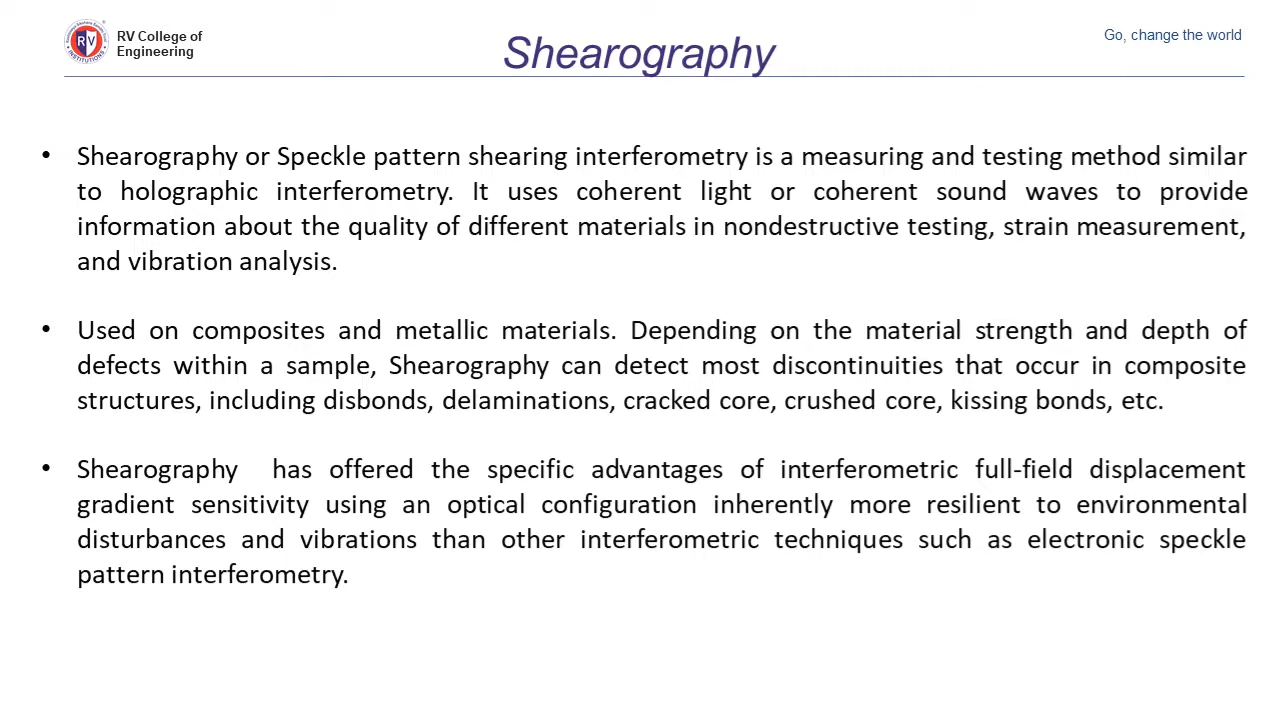 RV College of
Engineering
Shearography
Go, change the world
• Shearography or Speckle pattern shearing interferometry is a measuring and testing method similar
to holographic interferometry. It uses coherent light or coherent sound waves to provide
information about the quality of different materials in nondestructive testing, strain measurement,
and vibration analysis.
• Used on composites and metallic materials. Depending on the material strength and depth of
defects within a sample, Shearography can detect most discontinuities that occur in composite
structures, including disbonds, delaminations, cracked core, crushed core, kissing bonds, etc.
• Shearography has offered the specific advantages of interferometric full-field displacement
gradient sensitivity using an optical configuration inherently more resilient to environmental
disturbances and vibrations than other interferometric techniques such as electronic speckle
pattern interferometry.
RV
INSTITUTIONS